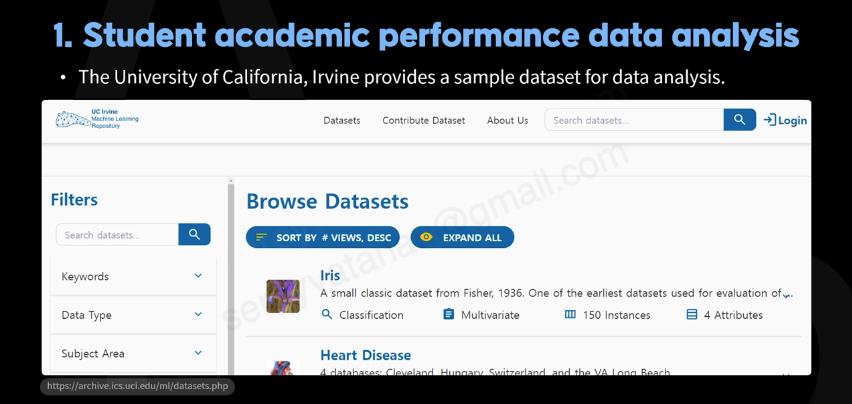 1. Student academic performance data analysis
• The University of California, Irvine provides a sample dataset for data analysis.
UC Irvine
Machine Learning
Repository
Datasets Contribute Dataset About Us Search datasets... Login
Filters
Search datasets...
Keywords
Data Type
Subject Area
Browse Datasets
SORT BY # VIEWS, DESC EXPAND ALL
Iris
A small classic dataset from Fisher, 1936. One of the earliest datasets used for evaluation of...
Classification Multivariate 150 Instances 4 Attributes
Heart Disease
4 databases: Cleveland, Hungary, Switzerland, and the VA Long Beach
https://archive.ics.uci.edu/ml/datasets.php
@gmail.com